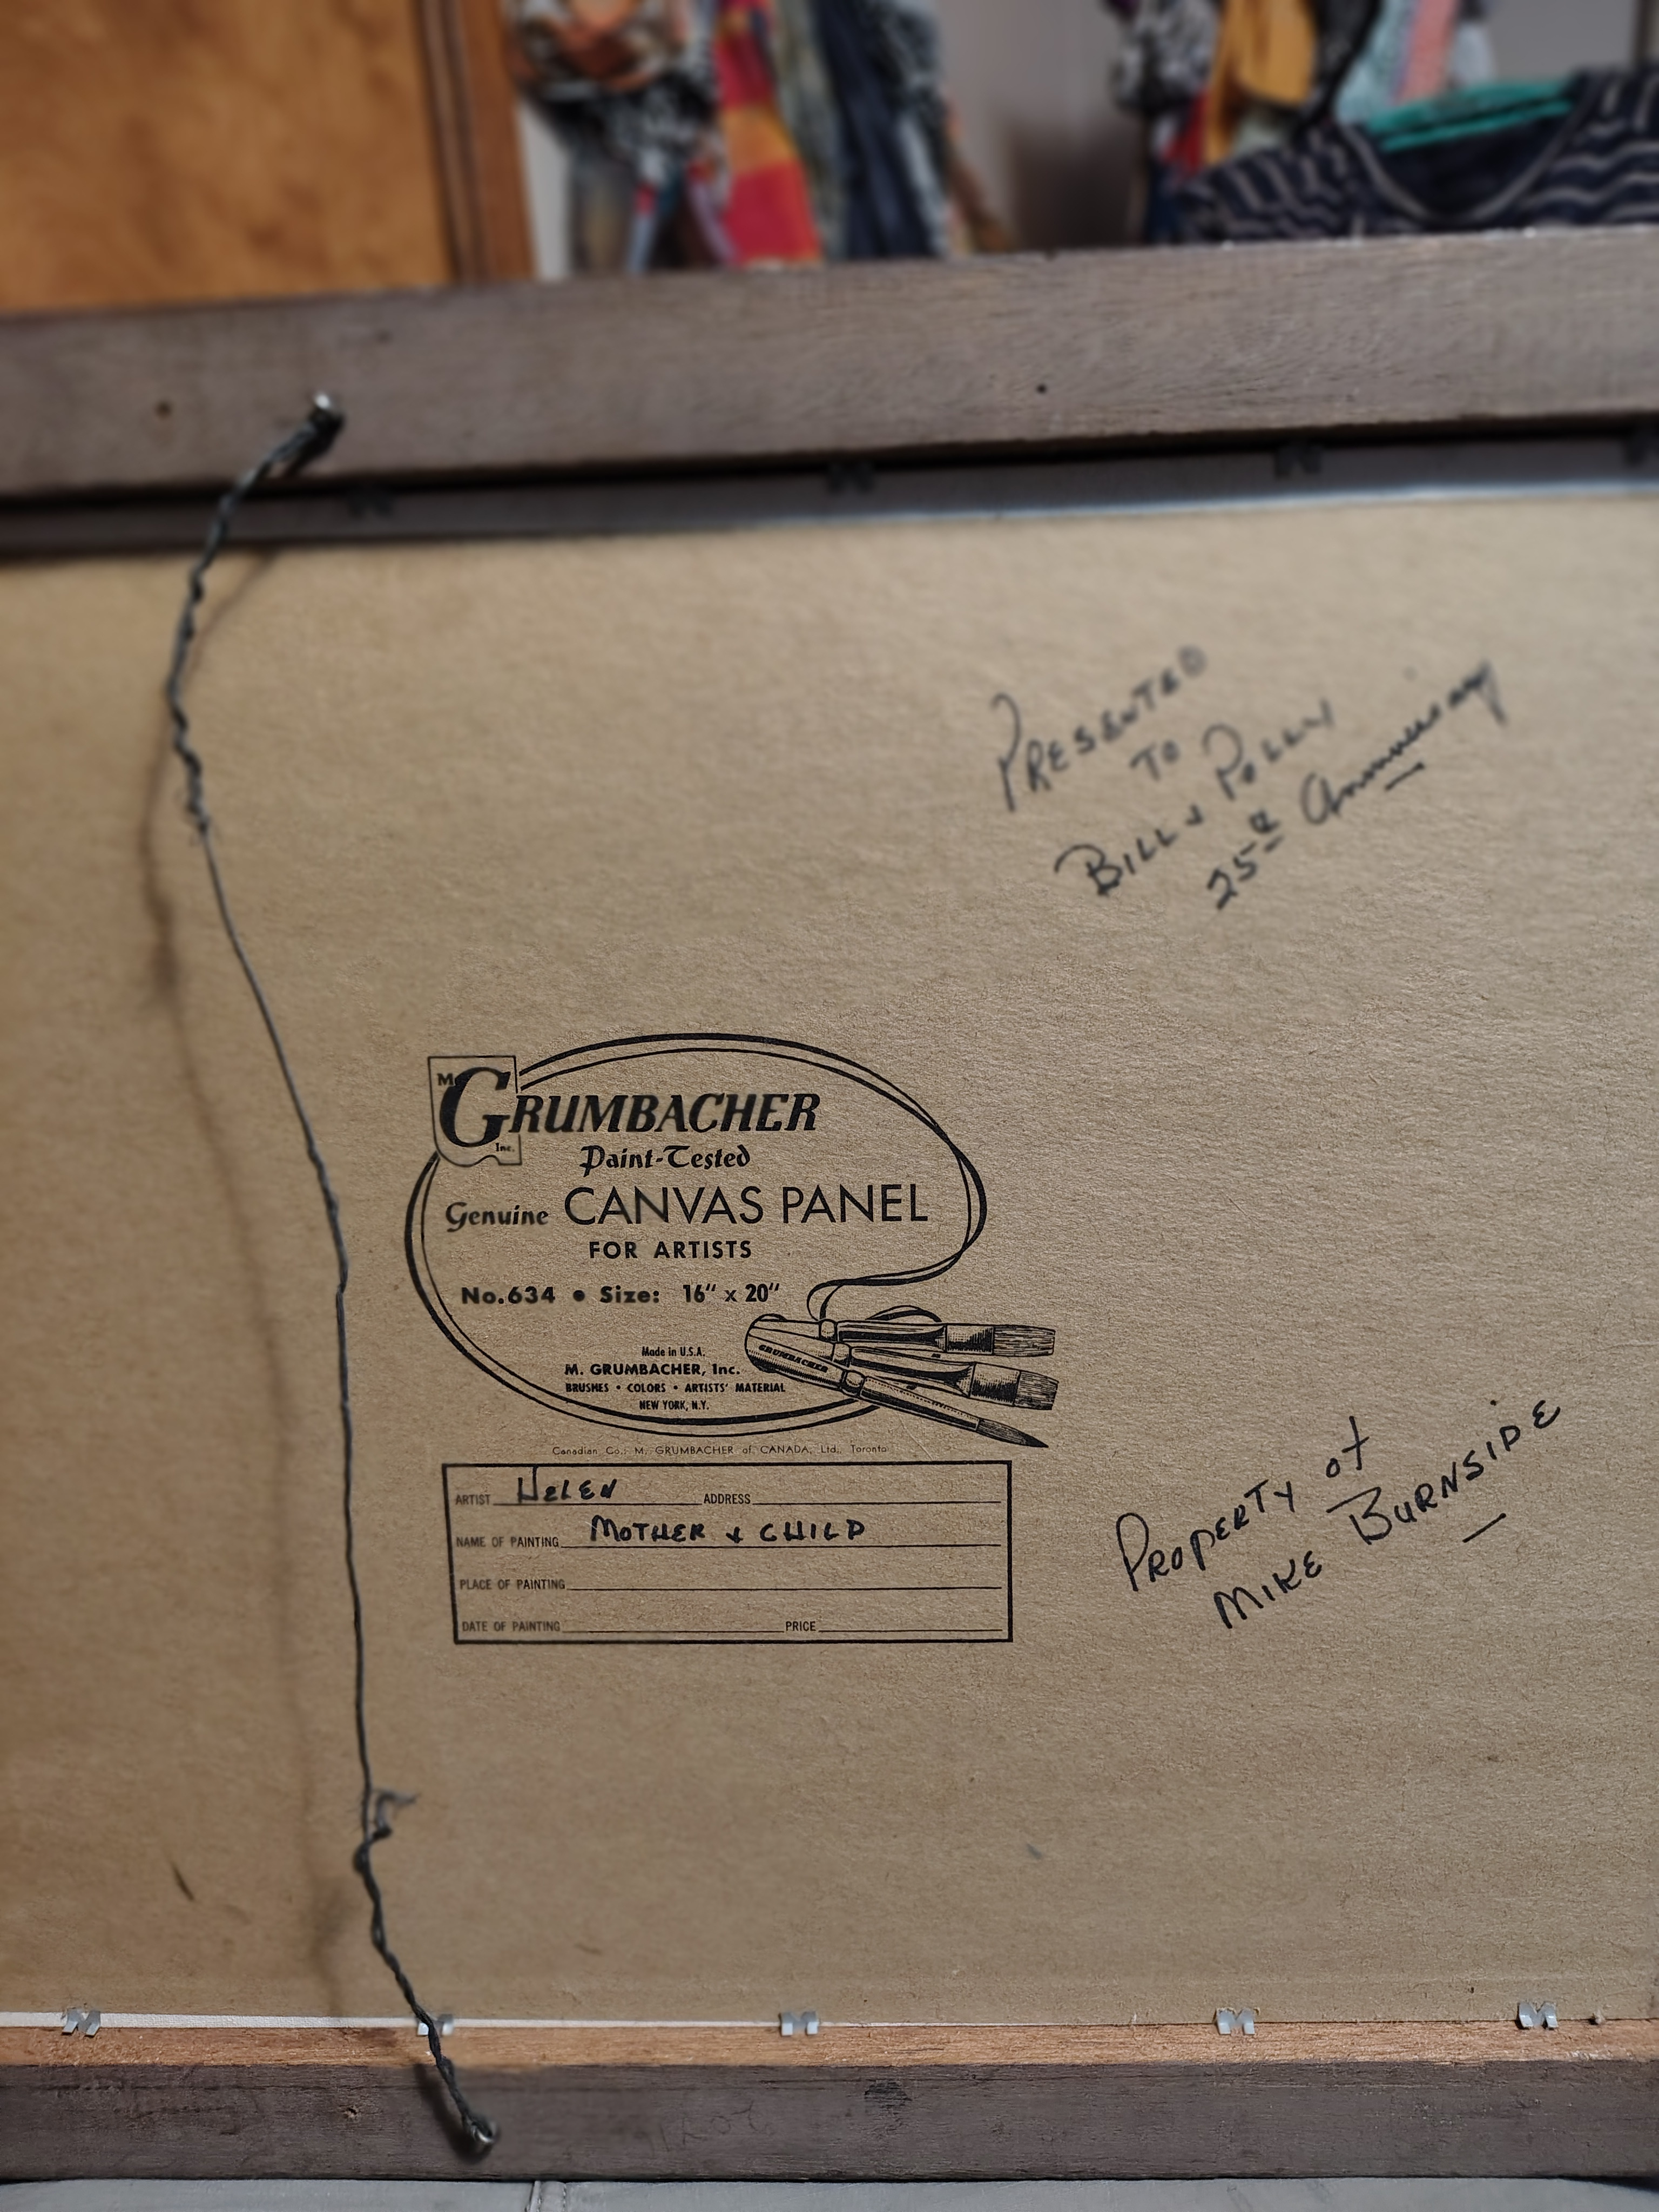 PRESENTED
TO
BILL & POLLY
25th Anniversary
M. GRUMBACHER
Inc.
Paint-Tested
Genuine CANVAS PANEL
FOR ARTISTS
No.634 • Size: 16" x 20"
Made in U.S.A.
M. GRUMBACHER, Inc.
BRUSHES • COLORS • ARTISTS' MATERIAL
NEW YORK, N.Y.
GRUMBACHER
Canadian Co.: M. GRUMBACHER of CANADA, Ltd., Toronto
ARTIST HELEN ADDRESS
NAME OF PAINTING MOTHER & CHILD
PLACE OF PAINTING
DATE OF PAINTING PRICE
PROPERTY of
MIKE BURNSIDE